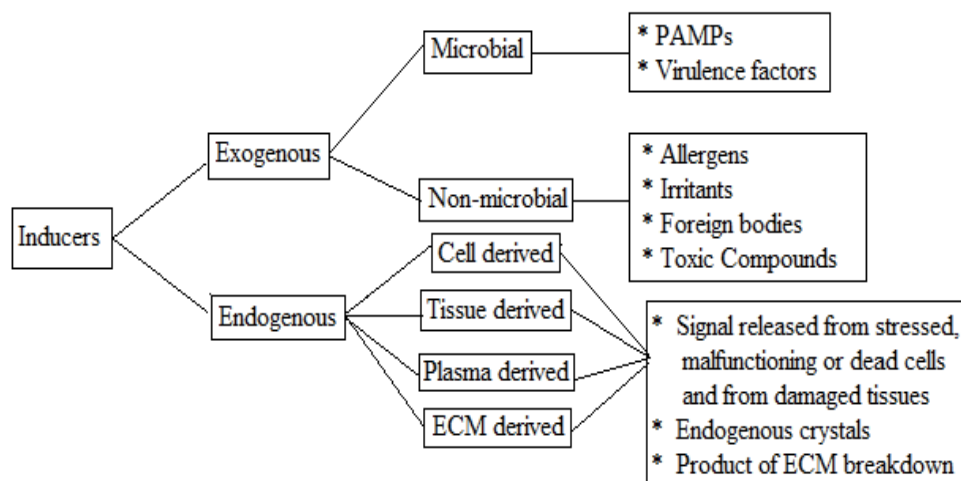 Microbial
* PAMPs
* Virulence factors
Exogenous
Non-microbial
* Allergens
* Irritants
* Foreign bodies
* Toxic Compounds
Inducers
Endogenous
Cell derived
Tissue derived
Plasma derived
ECM derived
* Signal released from stressed,
malfunctioning or dead cells
and from damaged tissues
* Endogenous crystals
* Product of ECM breakdown